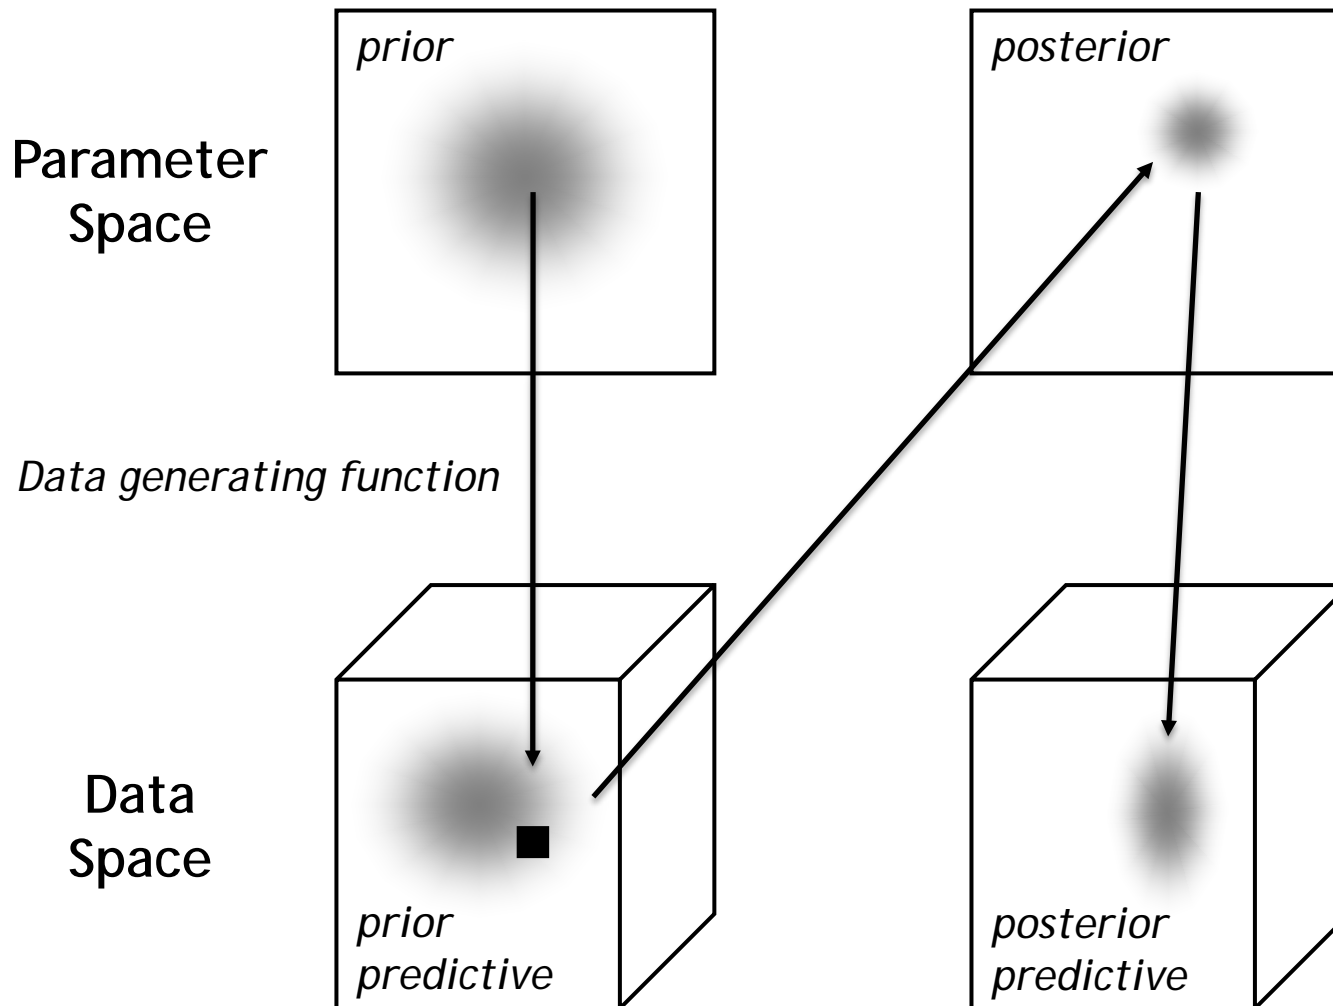 prior
posterior
Parameter
Space
Data generating function
Data
Space
prior
predictive
posterior
predictive